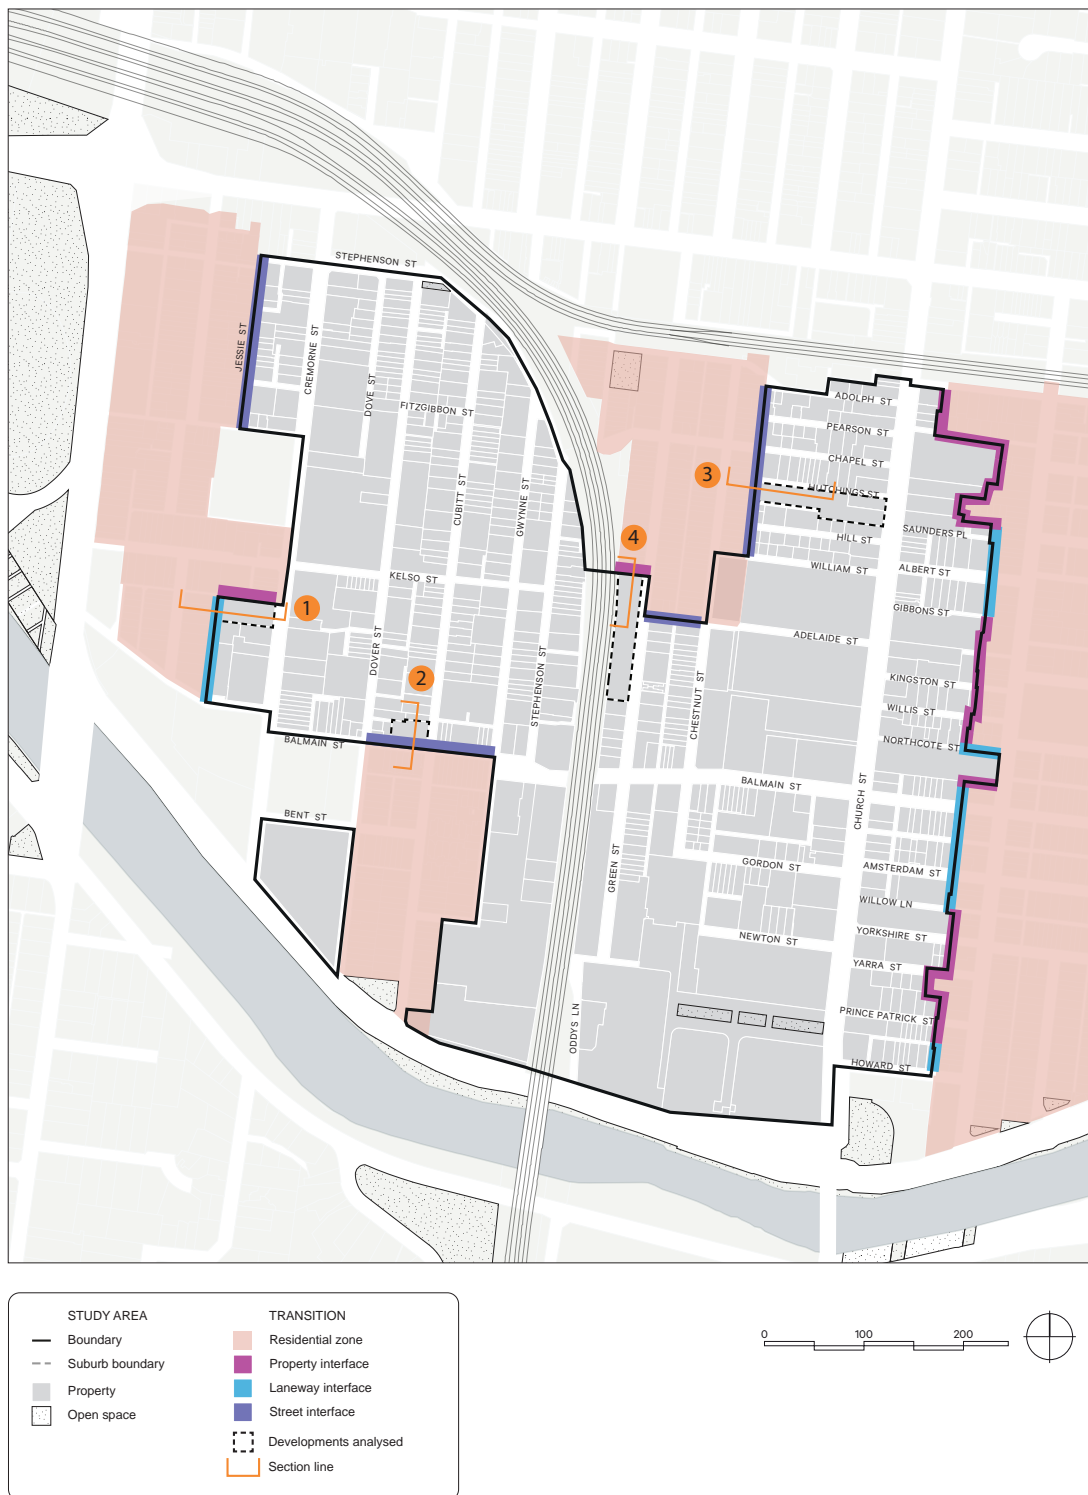 STEPHENSON ST
JESSIE ST
CREMORNE ST
DOVE ST
FITZGIBBON ST
CUBITT ST
GWYNNE ST
ADOLPH ST
PEARSON ST
CHAPEL ST
3
HUTCHINGS ST
SAUNDERS PL
HILL ST
4
WILLIAM ST
ALBERT ST
KELSO ST
1
GIBBONS ST
ADELAIDE ST
DOVER ST
2
STEPHENSON ST
CHESTNUT ST
KINGSTON ST
WILLIS ST
NORTHCOTE ST
BALMAIN ST
BALMAIN ST
CHURCH ST
BENT ST
GREEN ST
GORDON ST
AMSTERDAM ST
WILLOW LN
NEWTON ST
YORKSHIRE ST
YARRA ST
ODDYS LN
PRINCE PATRICK ST
HOWARD ST
STUDY AREA
Boundary
Suburb boundary
Property
Open space
TRANSITION
Residential zone
Property interface
Laneway interface
Street interface
Developments analysed
Section line
0 100 200